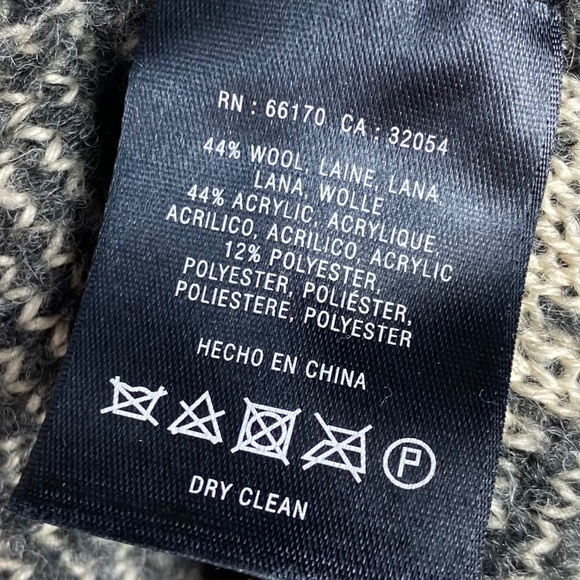 RN : 66170 CA : 32054
44% WOOL, LAINE, LANA,
LANA, WOLLE
44% ACRYLIC, ACRYLIQUE,
ACRILICO, ACRILICO, ACRYLIC
12% POLYESTER,
POLYESTER, POLIÉSTER,
POLIESTERE, POLYESTER
HECHO EN CHINA
P
DRY CLEAN